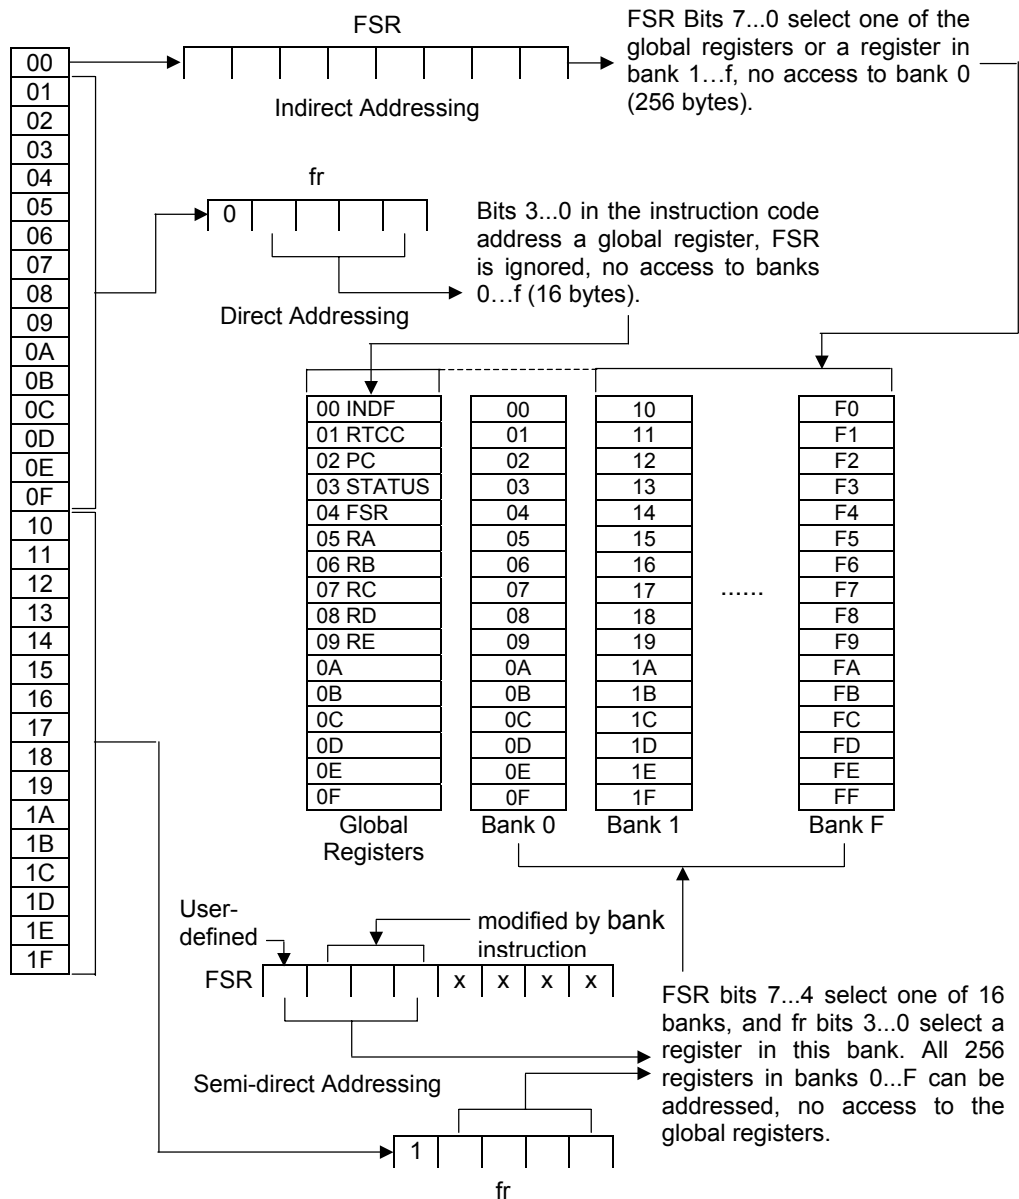 FSR
FSR Bits 7...0 select one of the
global registers or a register in
bank 1…f, no access to bank 0
(256 bytes).
Indirect Addressing
00
01
02
03
04
05
06
07
08
09
0A
0B
0C
0D
0E
0F
10
11
12
13
14
15
16
17
18
19
1A
1B
1C
1D
1E
1F
fr
0
Direct Addressing
Bits 3...0 in the instruction code
address a global register, FSR
is ignored, no access to banks
0…f (16 bytes).
00 INDF
01 RTCC
02 PC
03 STATUS
04 FSR
05 RA
06 RB
07 RC
08 RD
09 RE
0A
0B
0C
0D
0E
0F
Global
Registers
00
01
02
03
04
05
06
07
08
09
0A
0B
0C
0D
0E
0F
Bank 0
10
11
12
13
14
15
16
17
18
19
1A
1B
1C
1D
1E
1F
Bank 1
......
F0
F1
F2
F3
F4
F5
F6
F7
F8
F9
FA
FB
FC
FD
FE
FF
Bank F
User-
defined
modified by bank
instruction
FSR x x x x
Semi-direct Addressing
FSR bits 7...4 select one of 16
banks, and fr bits 3...0 select a
register in this bank. All 256
registers in banks 0...F can be
addressed, no access to the
global registers.
1
fr